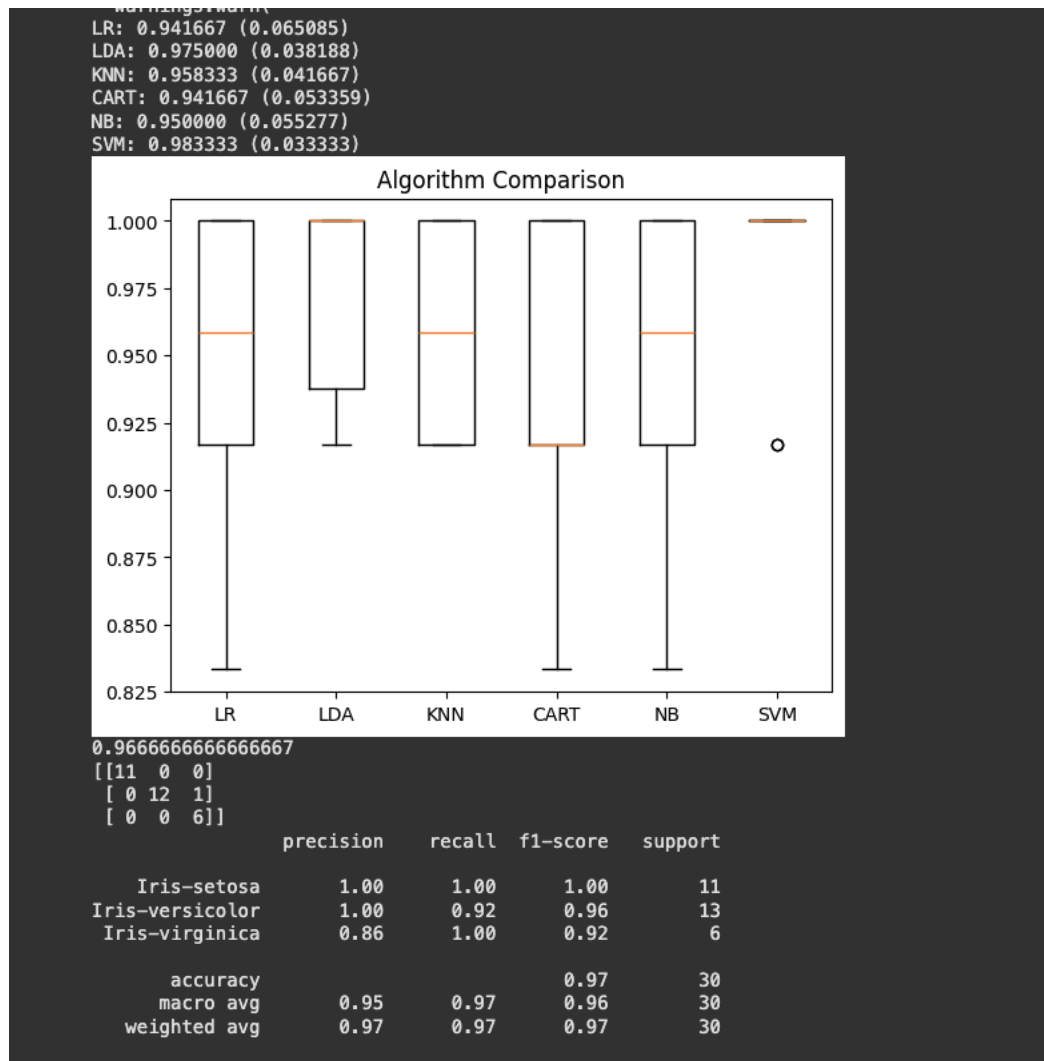 warnings.warn(
LR: 0.941667 (0.065085)
LDA: 0.975000 (0.038188)
KNN: 0.958333 (0.041667)
CART: 0.941667 (0.053359)
NB: 0.950000 (0.055277)
SVM: 0.983333 (0.033333)
Algorithm Comparison
1.000
0.975
0.950
0.925
0.900
0.875
0.850
0.825
LR LDA KNN CART NB SVM
0.9666666666666667
[[11 0 0]
[ 0 12 1]
[ 0 0 6]]
precision recall f1-score support
Iris-setosa 1.00 1.00 1.00 11
Iris-versicolor 1.00 0.92 0.96 13
Iris-virginica 0.86 1.00 0.92 6
accuracy 0.97 30
macro avg 0.95 0.97 0.96 30
weighted avg 0.97 0.97 0.97 30